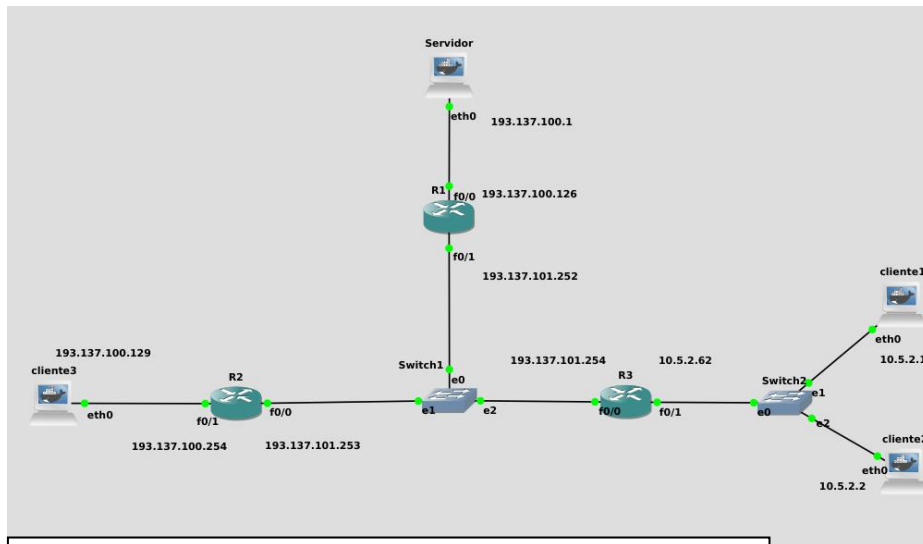 Servidor
eth0
193.137.100.1
R1
f0/0
193.137.100.126
f0/1
193.137.101.252
cliente1
eth0
10.5.2.1
193.137.100.129
cliente3
eth0
R2
f0/1
f0/0
193.137.100.254
193.137.101.253
Switch1
e0
e1
e2
193.137.101.254
10.5.2.62
R3
f0/0
f0/1
Switch2
e0
e1
e2
cliente2
eth0
10.5.2.2